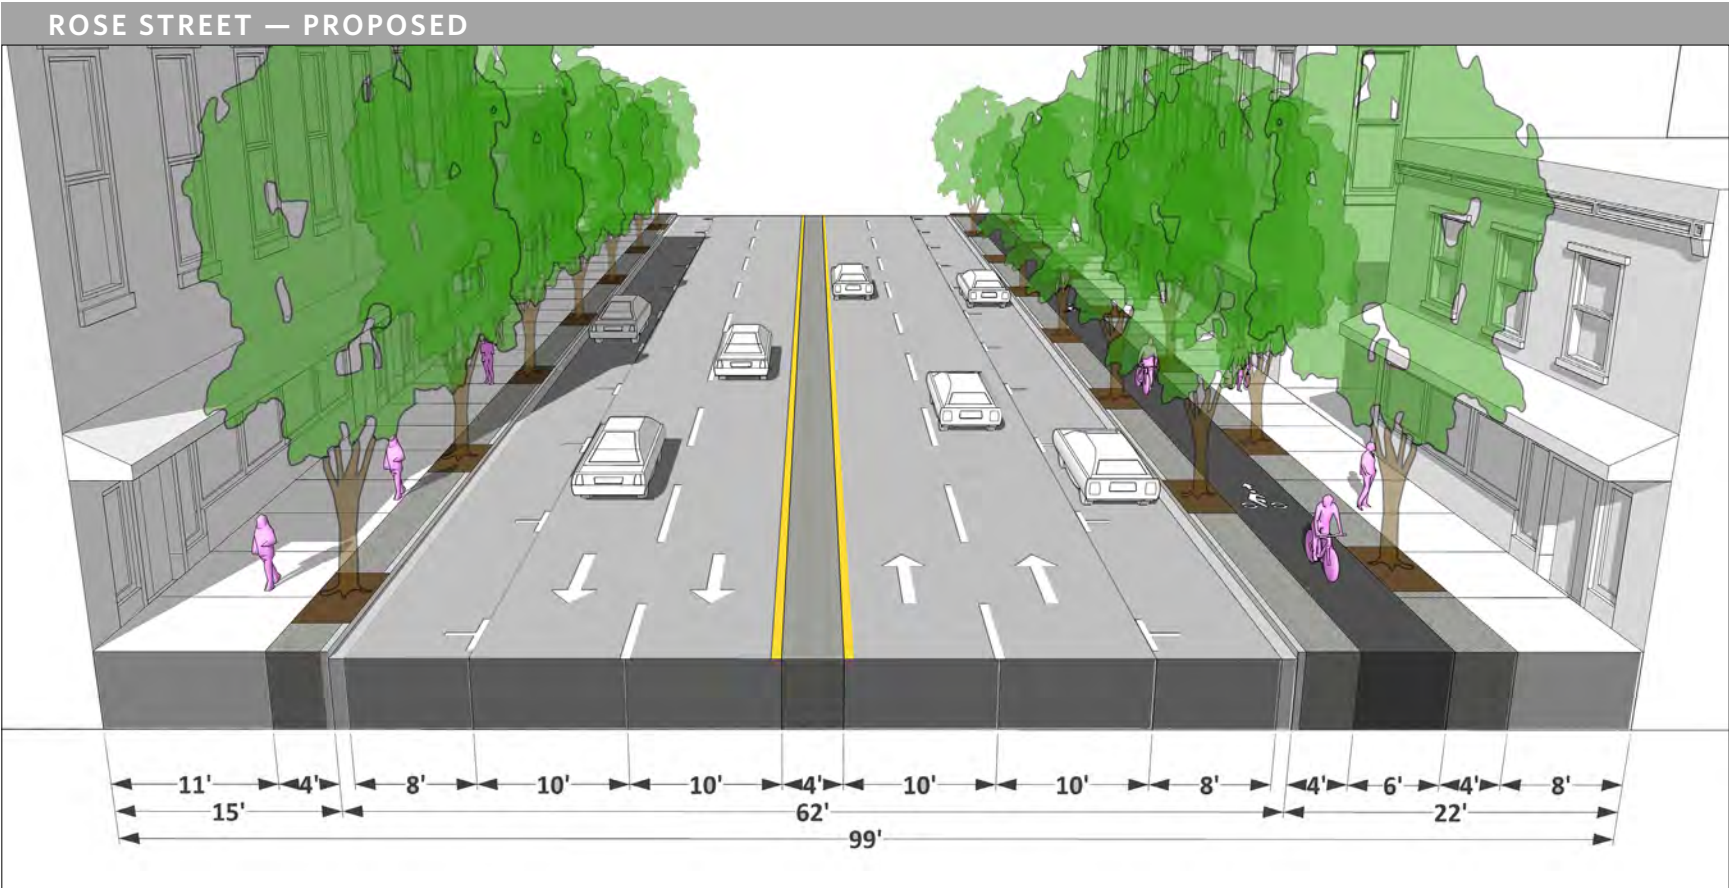 ROSE STREET — PROPOSED
11' 4' 8' 10' 10' 4' 10' 10' 8' 4' 6' 4' 8'
15' 62' 22'
99'